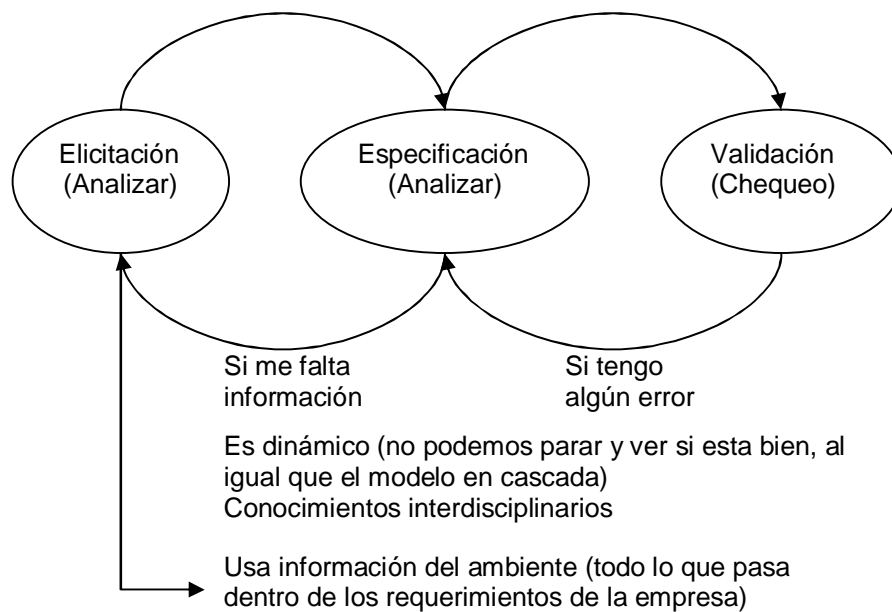 Elicitación
(Analizar)
Especificación
(Analizar)
Validación
(Chequeo)
Si me falta
información
Si tengo
algún error
Es dinámico (no podemos parar y ver si esta bien, al
igual que el modelo en cascada)
Conocimientos interdisciplinarios
Usa información del ambiente (todo lo que pasa
dentro de los requerimientos de la empresa)